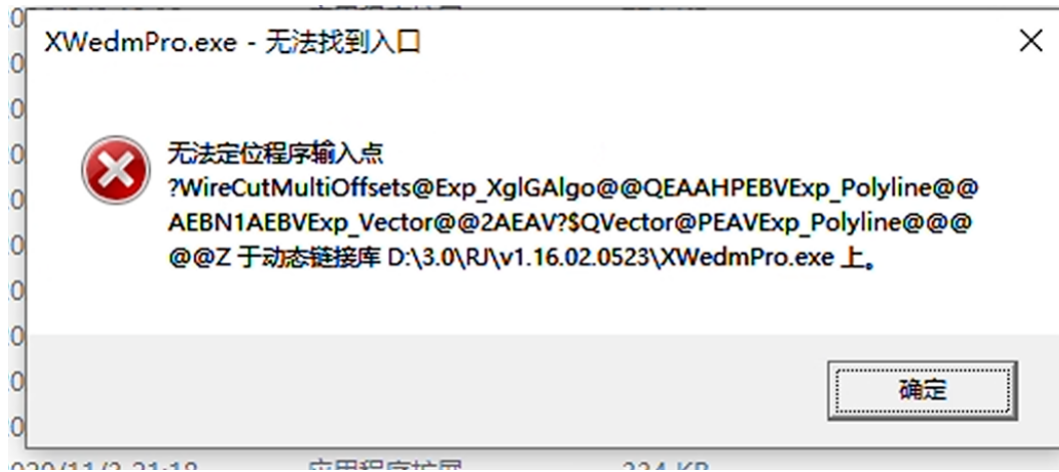 XWedmPro.exe - 无法找到入口
无法定位程序输入点
?WireCutMultiOffsets@Exp_XglGAlgo@@QEAAHPEBVExp_Polyline@@
AEBN1AEBVExp_Vector@@2AEAV?$QVector@PEAVExp_Polyline@@@
@@Z 于动态链接库 D:\3.0\RJ\v1.16.02.0523\XWedmPro.exe 上。
确定